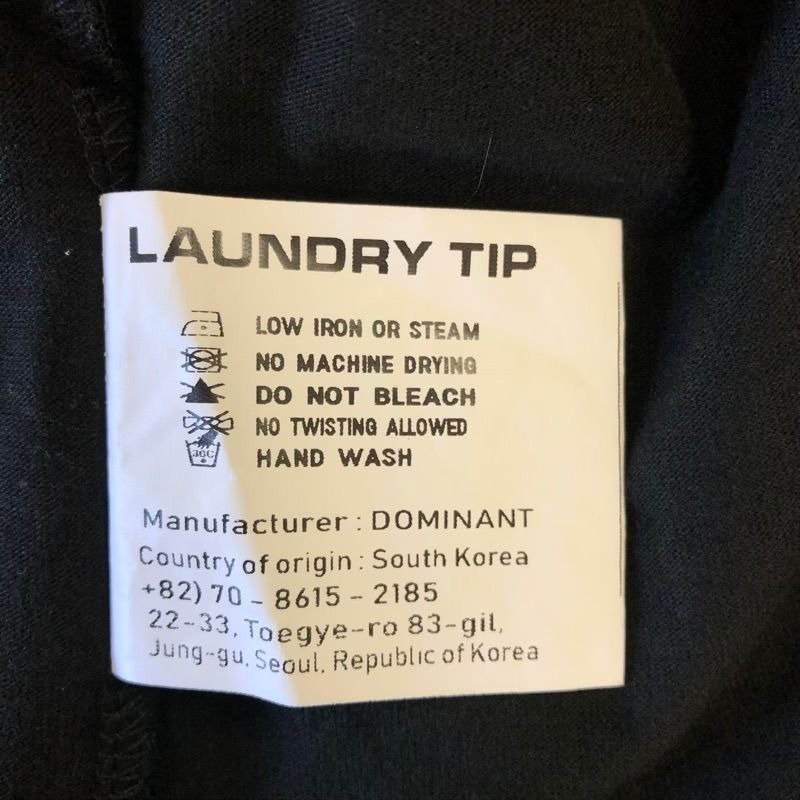 LAUNDRY TIP
LOW IRON OR STEAM
NO MACHINE DRYING
DO NOT BLEACH
NO TWISTING ALLOWED
30C HAND WASH
Manufacturer : DOMINANT
Country of origin : South Korea
+82) 70 - 8615 - 2185
22-33, Toegye-ro 83-gil,
Jung-gu, Seoul, Republic of Korea